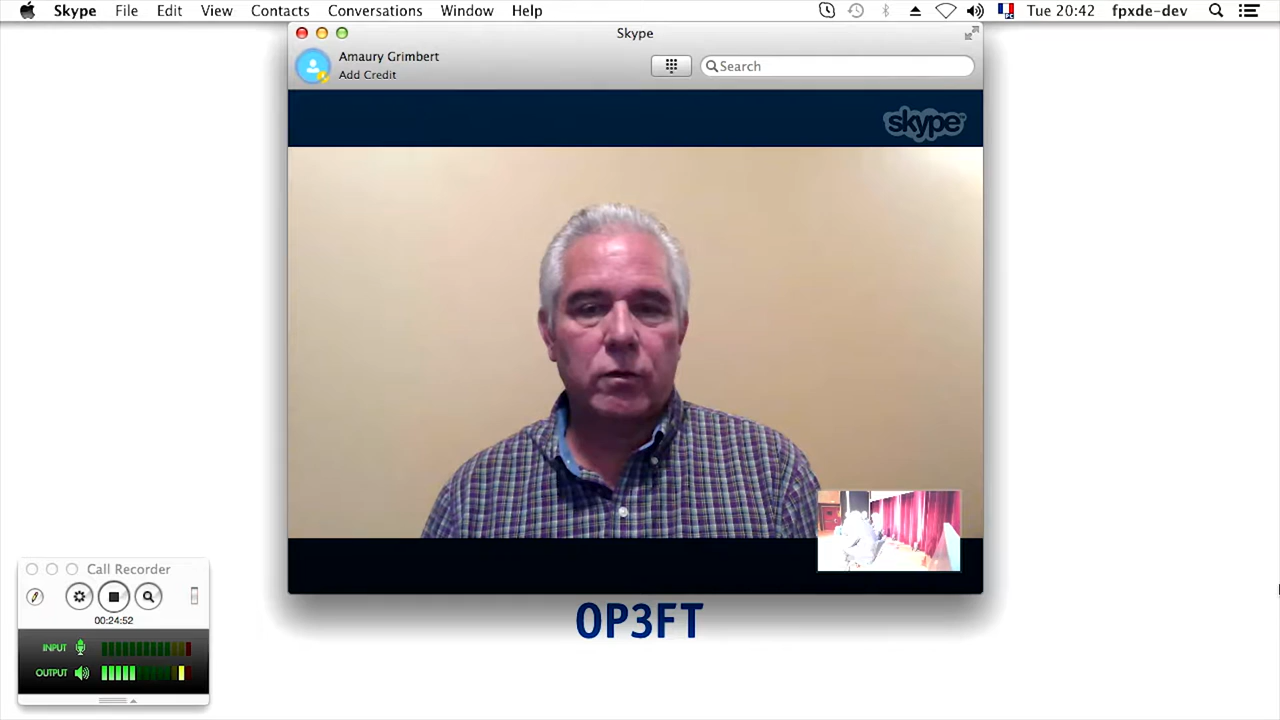 Skype File Edit View Contacts Conversations Window Help Tue 20:42 fpxde-dev
Skype
Amaury Grimbert
Add Credit
Search
skype
Call Recorder
00:24:52
INPUT
OUTPUT
OP3FT